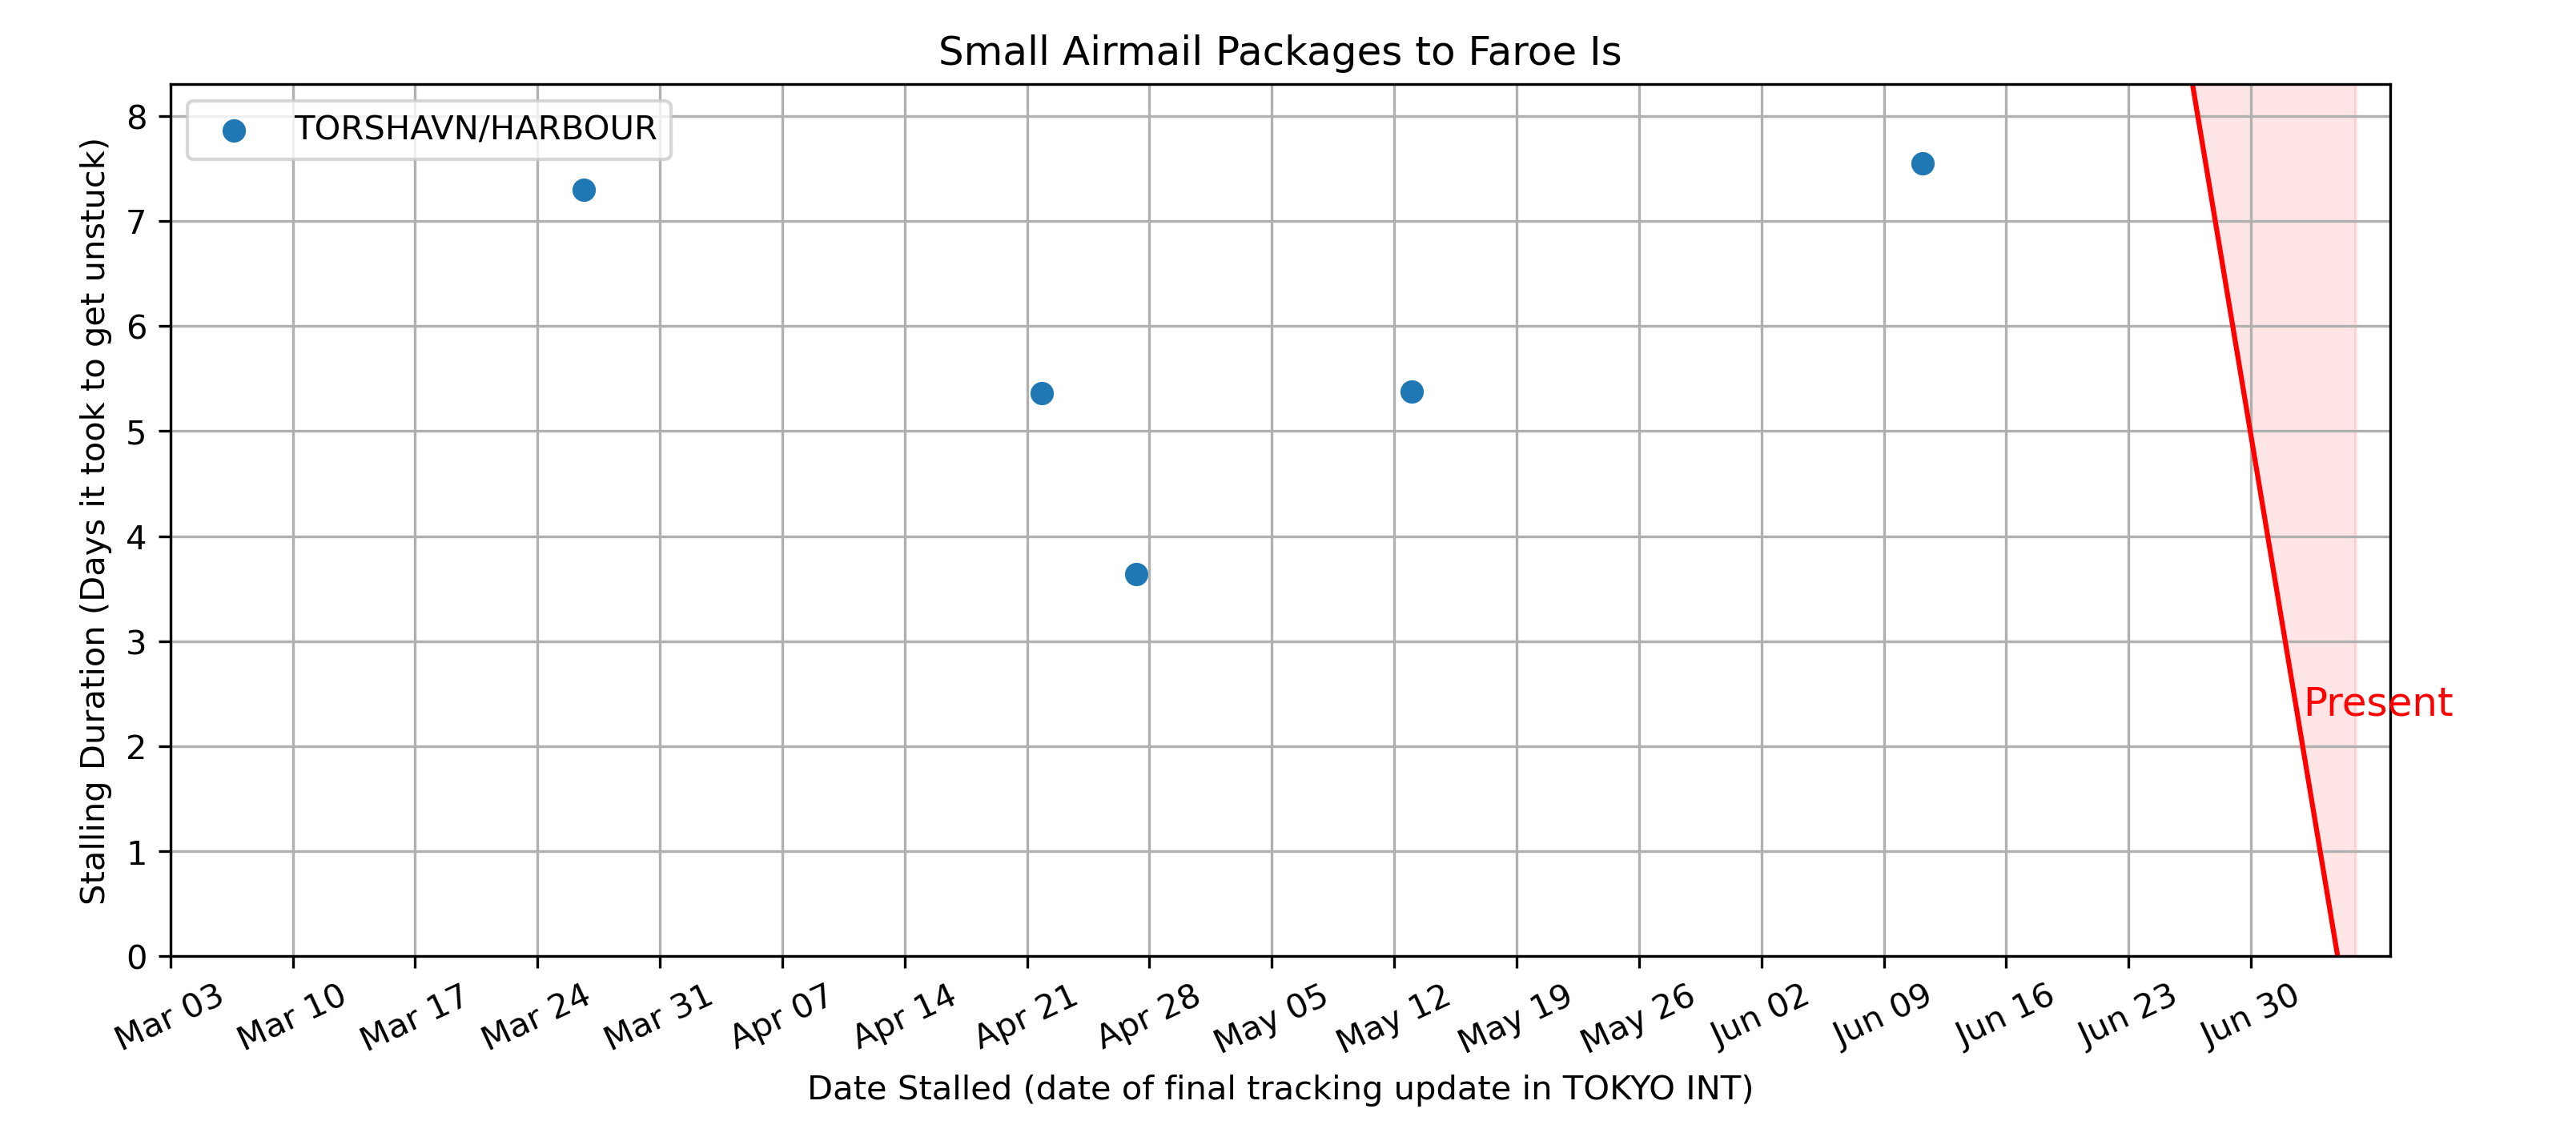 Small Airmail Packages to Faroe Is
TORSHAVN/HARBOUR
Stalling Duration (Days it took to get unstuck)
8
7
6
5
4
3
2
1
0
Present
Mar 03
Mar 10
Mar 17
Mar 24
Mar 31
Apr 07
Apr 14
Apr 21
Apr 28
May 05
May 12
May 19
May 26
Jun 02
Jun 09
Jun 16
Jun 23
Jun 30
Date Stalled (date of final tracking update in TOKYO INT)